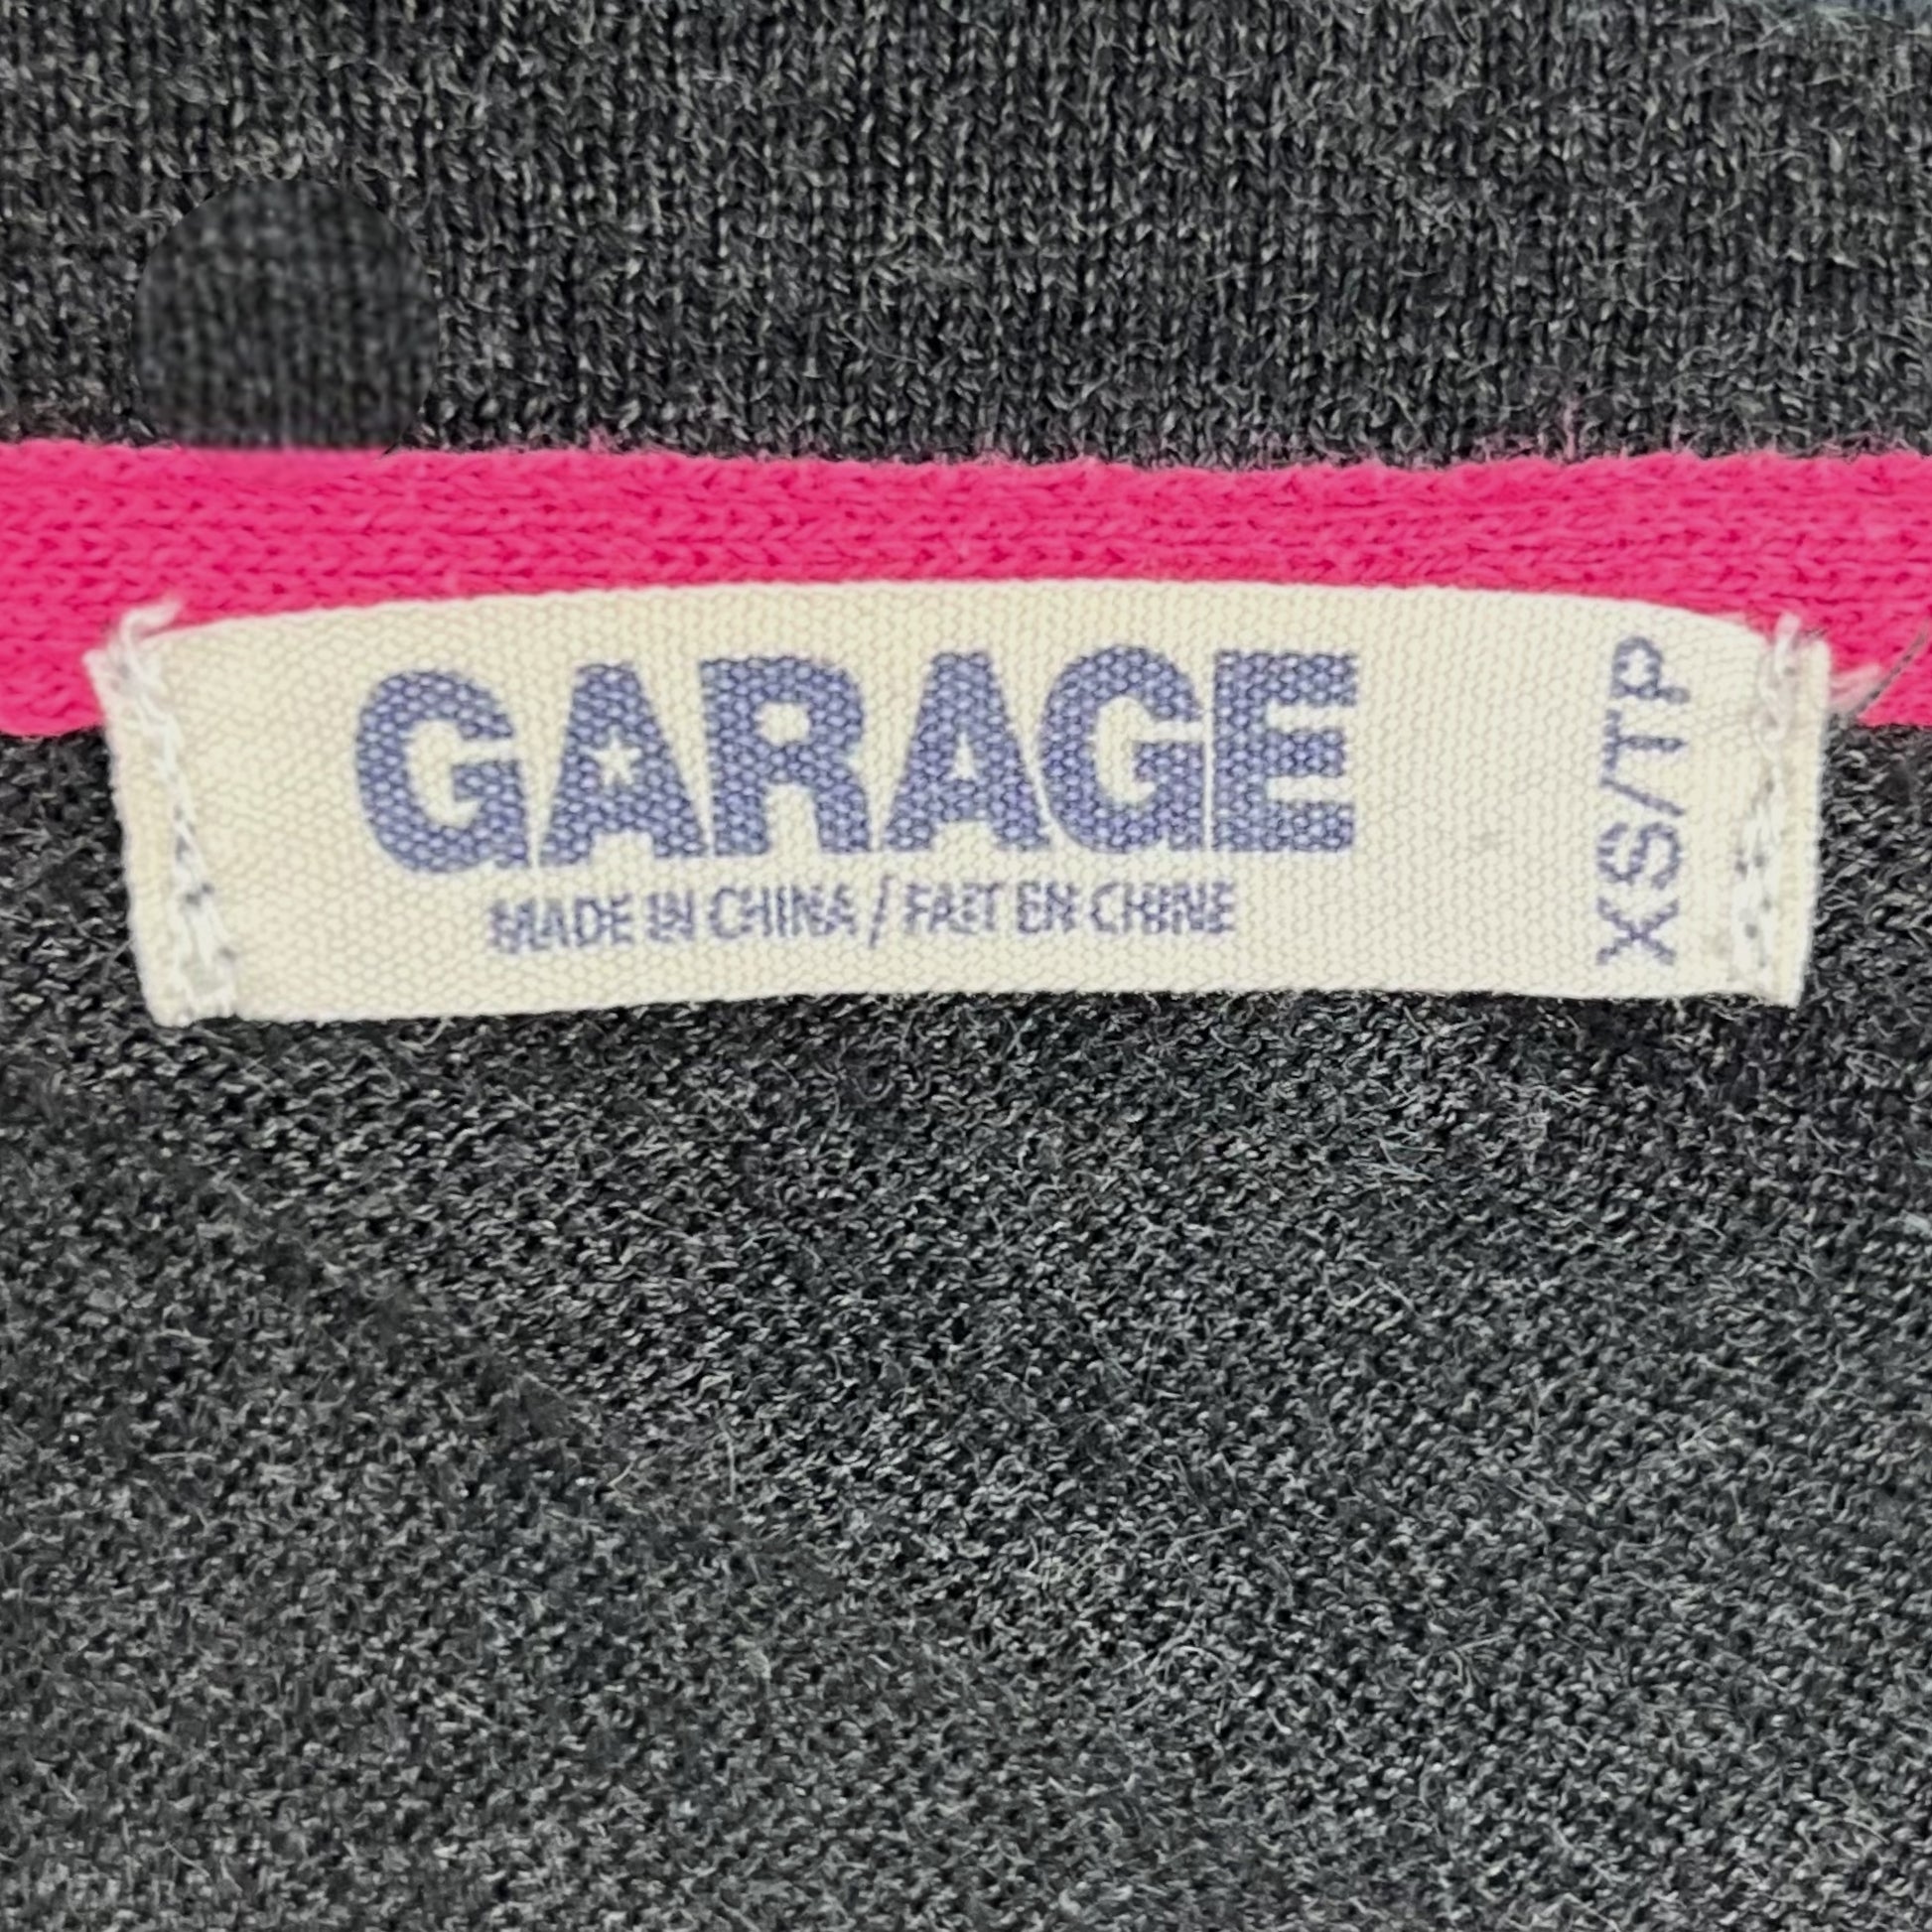 GARAGE
MADE IN CHINA / FAIT EN CHINE
XS/TP